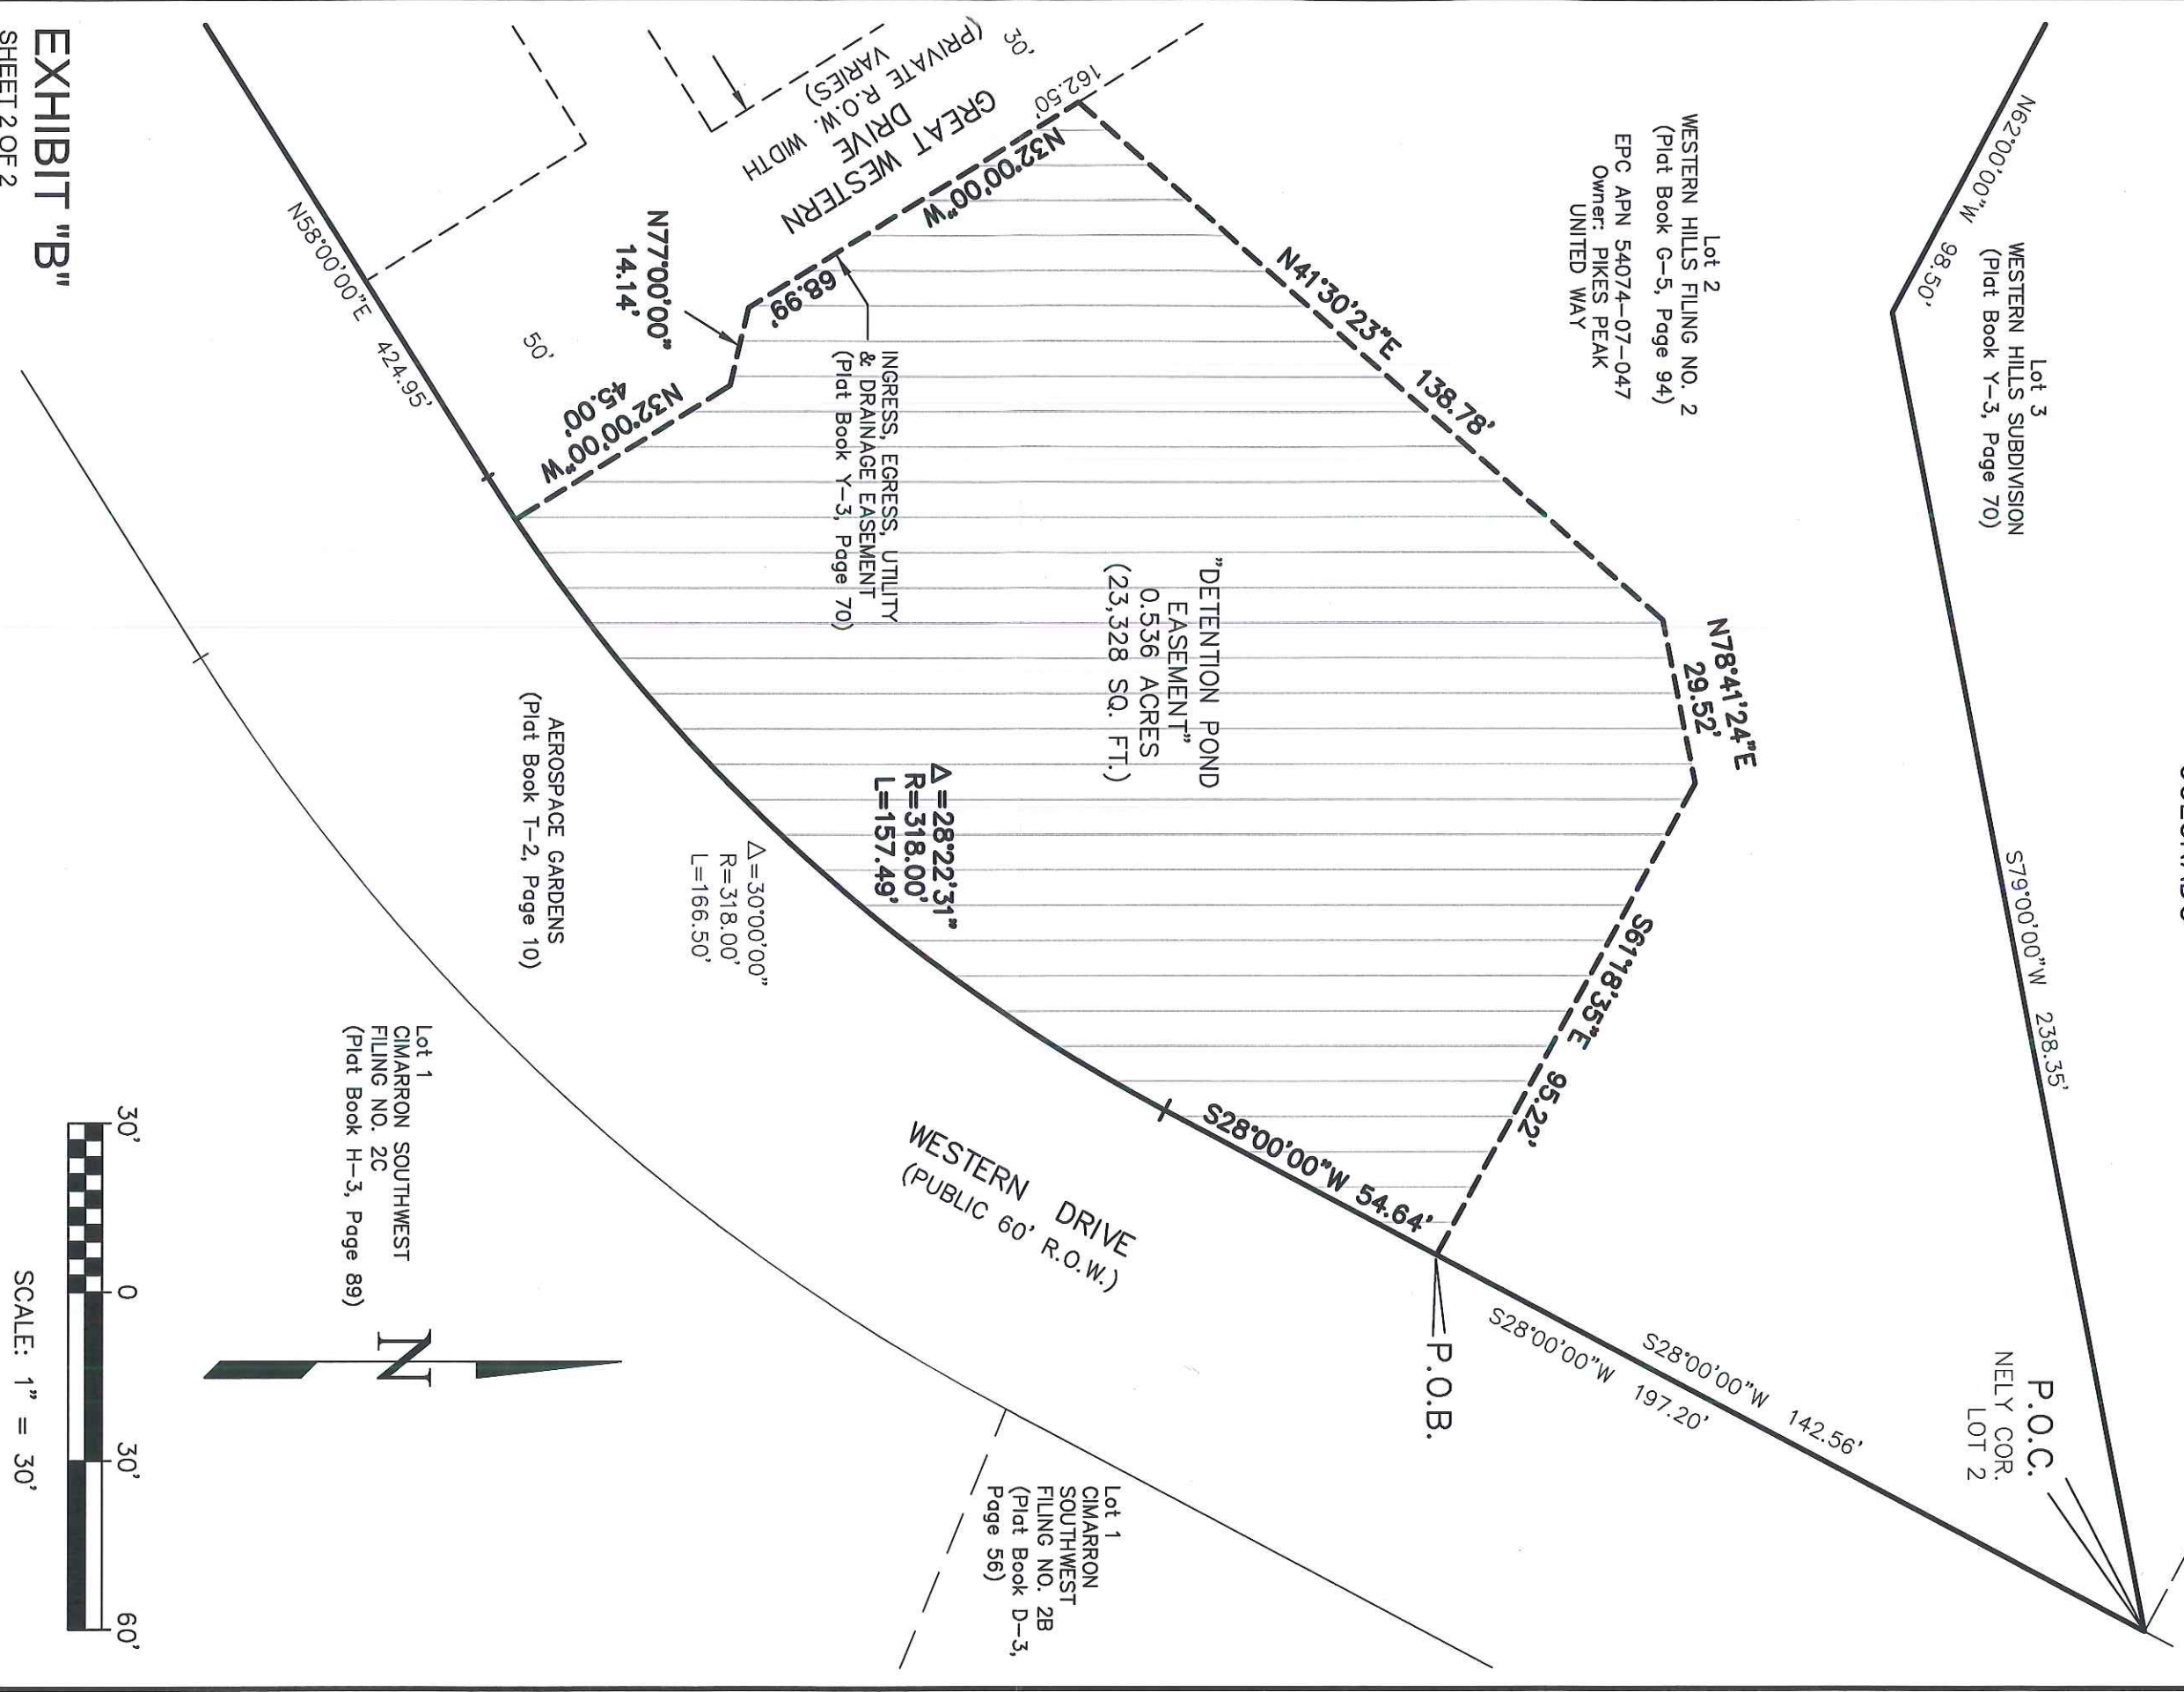 P.O.C.
NELY COR.
LOT 2
Lot 3
WESTERN HILLS SUBDIVISION
(Plat Book Y-3, Page 70)
N62°00'00"W 98.50'
S79°00'00"W 238.35'
S28°00'00"W 142.56'
S28°00'00"W 197.20'
P.O.B.
Lot 2
WESTERN HILLS FILING NO. 2
(Plat Book G-5, Page 94)
EPC APN 54074-07-047
Owner: PIKES PEAK
UNITED WAY
N78°41'24"E
29.52'
S61°18'35"E 95.22'
N41°30'23"E 138.78'
S28°00'00"W 54.64'
"DETENTION POND
EASEMENT"
0.536 ACRES
(23,328 SQ. FT.)
30'
162.50'
GREAT WESTERN
DRIVE
(PRIVATE R.O.W. WIDTH
VARIES)
N32°00'00"W
68.99'
INGRESS, EGRESS, UTILITY
& DRAINAGE EASEMENT
(Plat Book Y-3, Page 70)
Δ=28°22'31"
R=318.00'
L=157.49'
Δ=30°00'00"
R=318.00'
L=166.50'
N77°00'00"
14.14'
N32°00'00"W
45.00'
50'
N58°00'00"E 424.95'
WESTERN DRIVE
(PUBLIC 60' R.O.W.)
AEROSPACE GARDENS
(Plat Book T-2, Page 10)
Lot 1
CIMARRON
SOUTHWEST
FILING NO. 2B
(Plat Book D-3,
Page 56)
Lot 1
CIMARRON SOUTHWEST
FILING NO. 2C
(Plat Book H-3, Page 89)
N
30' 0 30' 60'
SCALE: 1" = 30'
EXHIBIT "B"
SHEET 2 OF 2